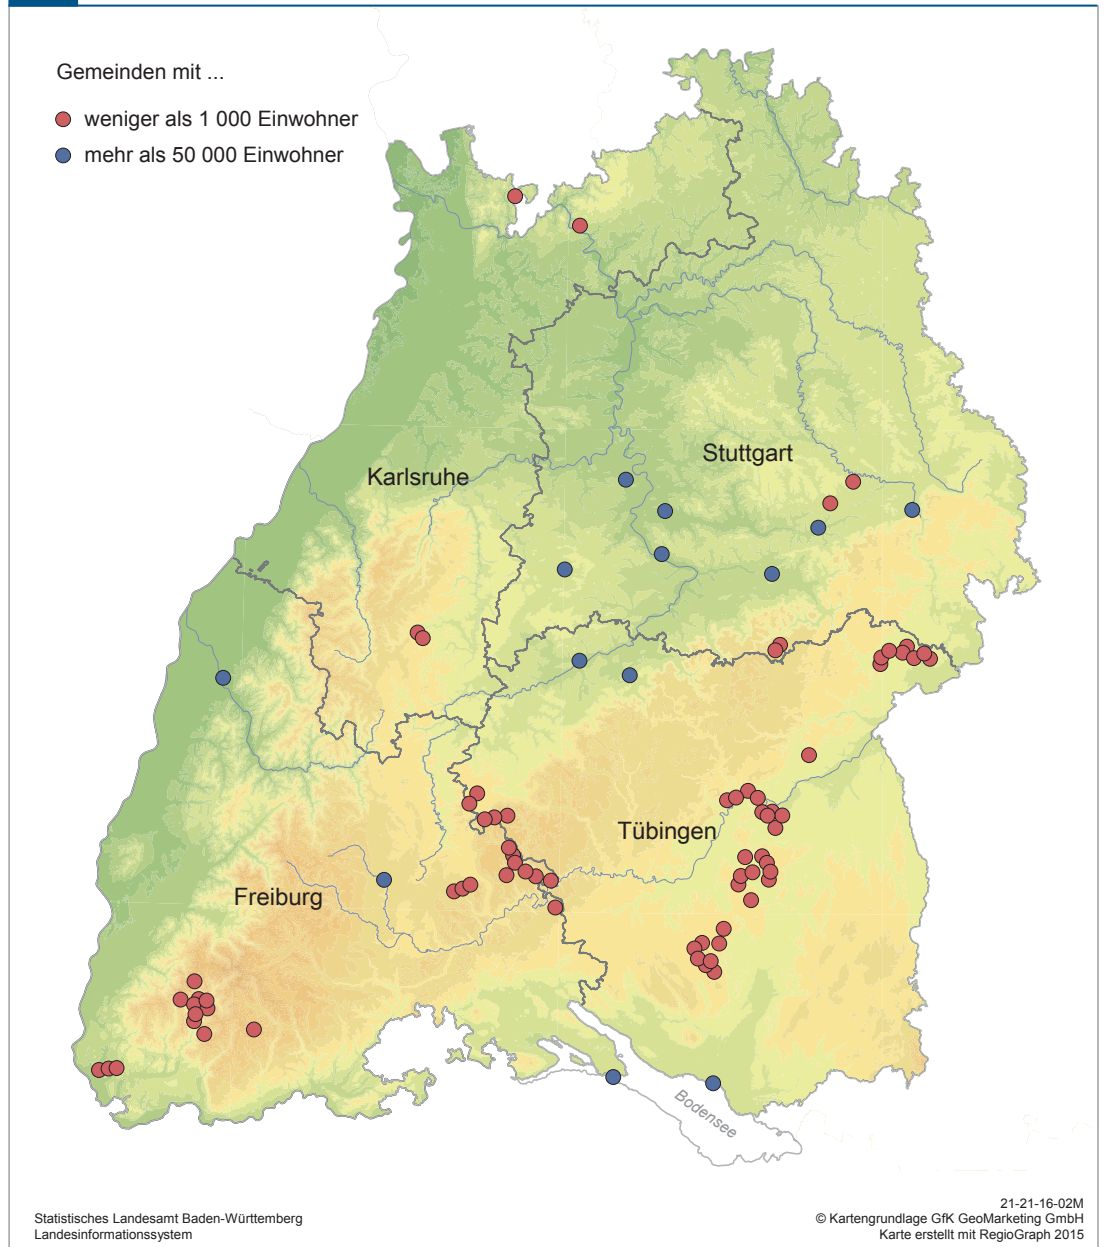 Gemeinden mit ...
weniger als 1 000 Einwohner
mehr als 50 000 Einwohner
Stuttgart
Karlsruhe
Tübingen
Freiburg
Bodensee
Statistisches Landesamt Baden-Württemberg
Landesinformationssystem
21-21-16-02M
© Kartengrundlage GfK GeoMarketing GmbH
Karte erstellt mit RegioGraph 2015